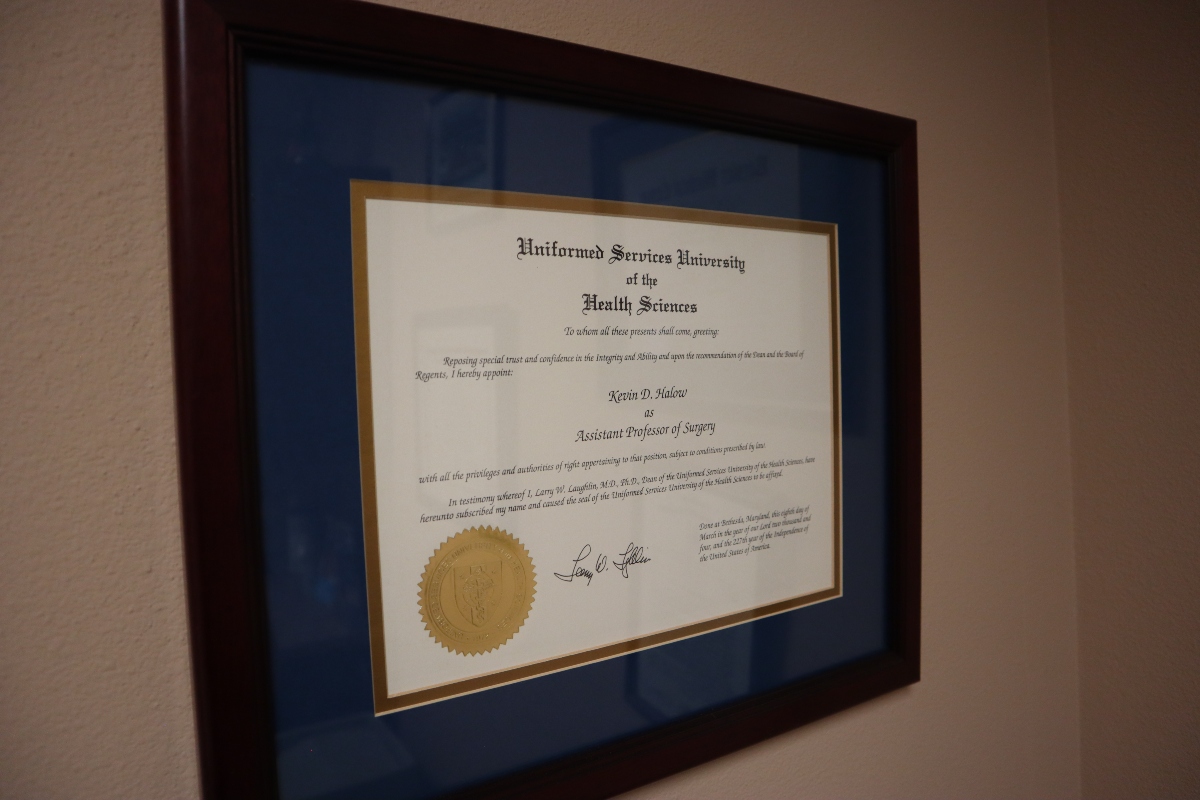 Uniformed Services University
of the
Health Sciences
To whom all these presents shall come, greeting:
Reposing special trust and confidence in the Integrity and Ability and upon the recommendation of the Dean and the Board of
Regents, I hereby appoint:
Kevin D. Halow
as
Assistant Professor of Surgery
with all the privileges and authorities of right appertaining to that position, subject to conditions prescribed by law.
In testimony whereof I, Larry W. Laughlin, M.D., Ph.D., Dean of the Uniformed Services University of the Health Sciences, have
hereunto subscribed my name and caused the seal of the Uniformed Services University of the Health Sciences to be affixed.
Done at Bethesda, Maryland, this eighth day of
March in the year of our Lord two thousand and
four, and the 227th year of the Independence of
the United States of America.